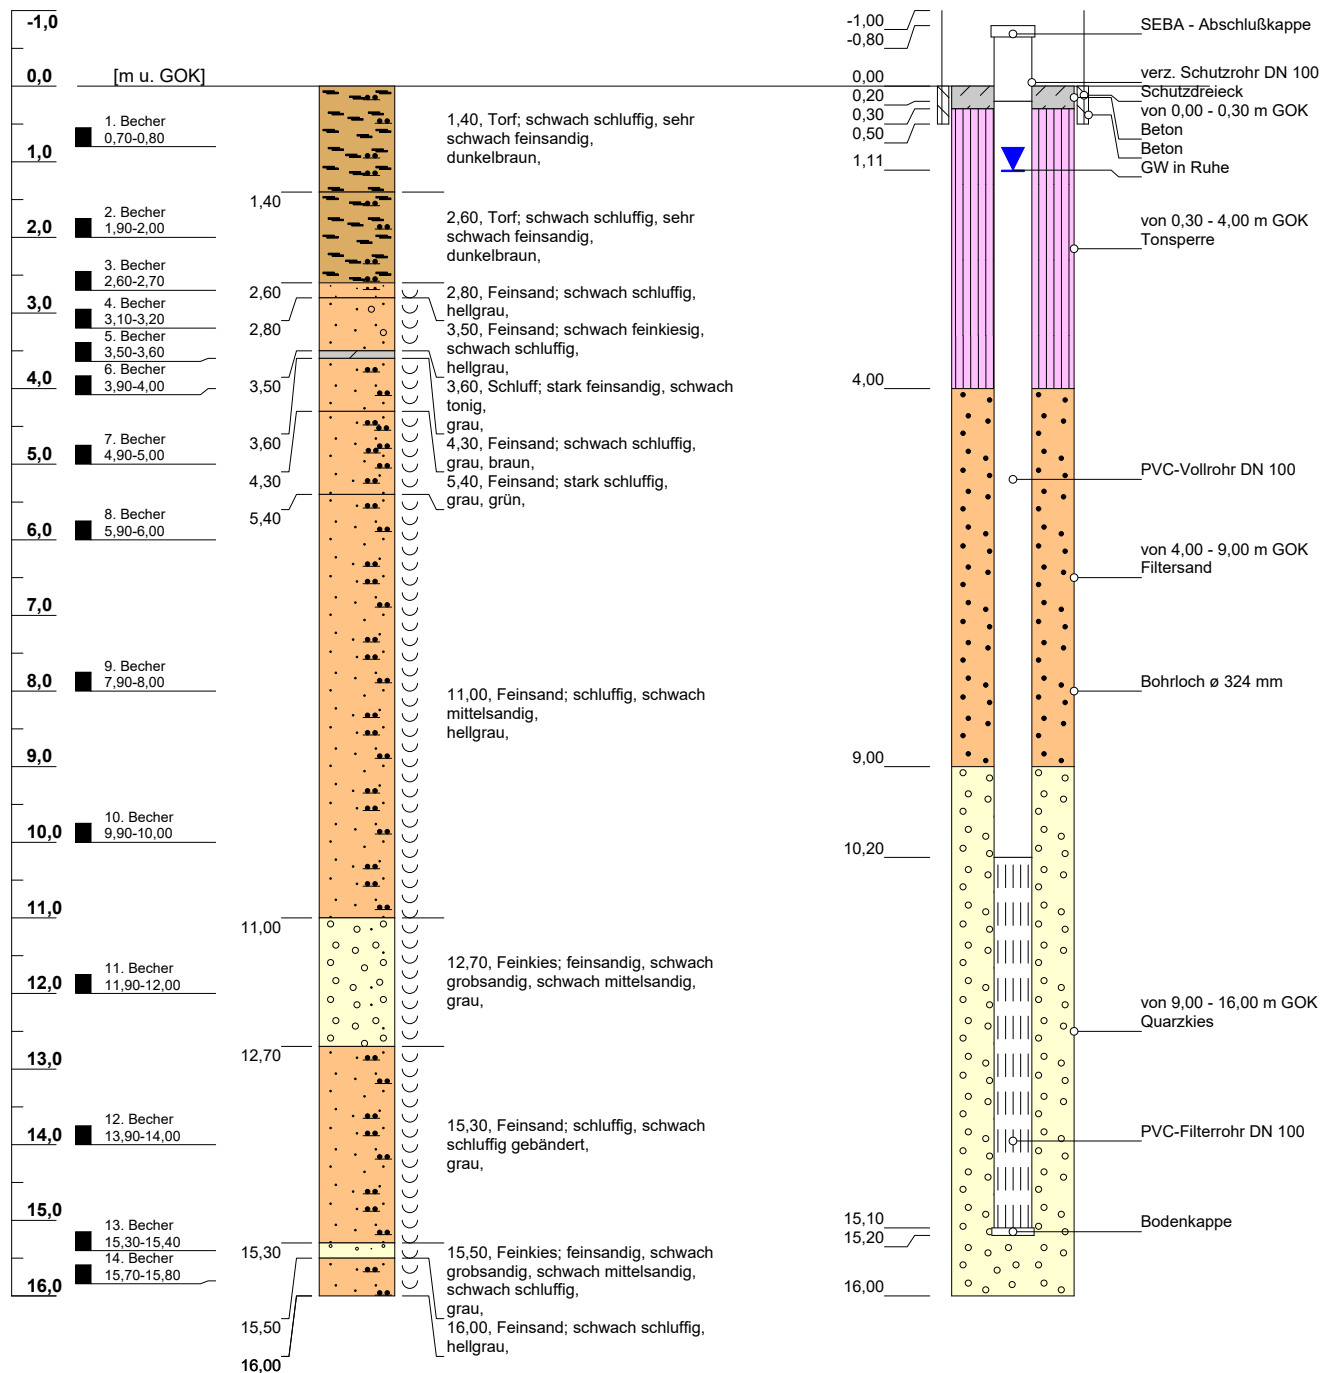 -1,0
0,0
1,0
2,0
3,0
4,0
5,0
6,0
7,0
8,0
9,0
10,0
11,0
12,0
13,0
14,0
15,0
16,0
[m u. GOK]
1. Becher
0,70-0,80
2. Becher
1,90-2,00
3. Becher
2,60-2,70
4. Becher
3,10-3,20
5. Becher
3,50-3,60
6. Becher
3,90-4,00
7. Becher
4,90-5,00
8. Becher
5,90-6,00
9. Becher
7,90-8,00
10. Becher
9,90-10,00
11. Becher
11,90-12,00
12. Becher
13,90-14,00
13. Becher
15,30-15,40
14. Becher
15,70-15,80
1,40
2,60
2,80
3,50
3,60
4,30
5,40
11,00
12,70
15,30
15,50
16,00
1,40, Torf; schwach schluffig, sehr
schwach feinsandig,
dunkelbraun,
2,60, Torf; schwach schluffig, sehr
schwach feinsandig,
dunkelbraun,
2,80, Feinsand; schwach schluffig,
hellgrau,
3,50, Feinsand; schwach feinkiesig,
schwach schluffig,
hellgrau,
3,60, Schluff; stark feinsandig, schwach
tonig,
grau,
4,30, Feinsand; schwach schluffig,
grau, braun,
5,40, Feinsand; stark schluffig,
grau, grün,
11,00, Feinsand; schluffig, schwach
mittelsandig,
hellgrau,
12,70, Feinkies; feinsandig, schwach
grobsandig, schwach mittelsandig,
grau,
15,30, Feinsand; schluffig, schwach
schluffig gebändert,
grau,
15,50, Feinkies; feinsandig, schwach
grobsandig, schwach mittelsandig,
schwach schluffig,
grau,
16,00, Feinsand; schwach schluffig,
hellgrau,
-1,00
-0,80
0,00
0,20
0,30
0,50
1,11
4,00
9,00
10,20
15,10
15,20
16,00
SEBA - Abschlußkappe
verz. Schutzrohr DN 100
Schutzdreieck
von 0,00 - 0,30 m GOK
Beton
Beton
GW in Ruhe
von 0,30 - 4,00 m GOK
Tonsperre
PVC-Vollrohr DN 100
von 4,00 - 9,00 m GOK
Filtersand
Bohrloch ø 324 mm
von 9,00 - 16,00 m GOK
Quarzkies
PVC-Filterrohr DN 100
Bodenkappe